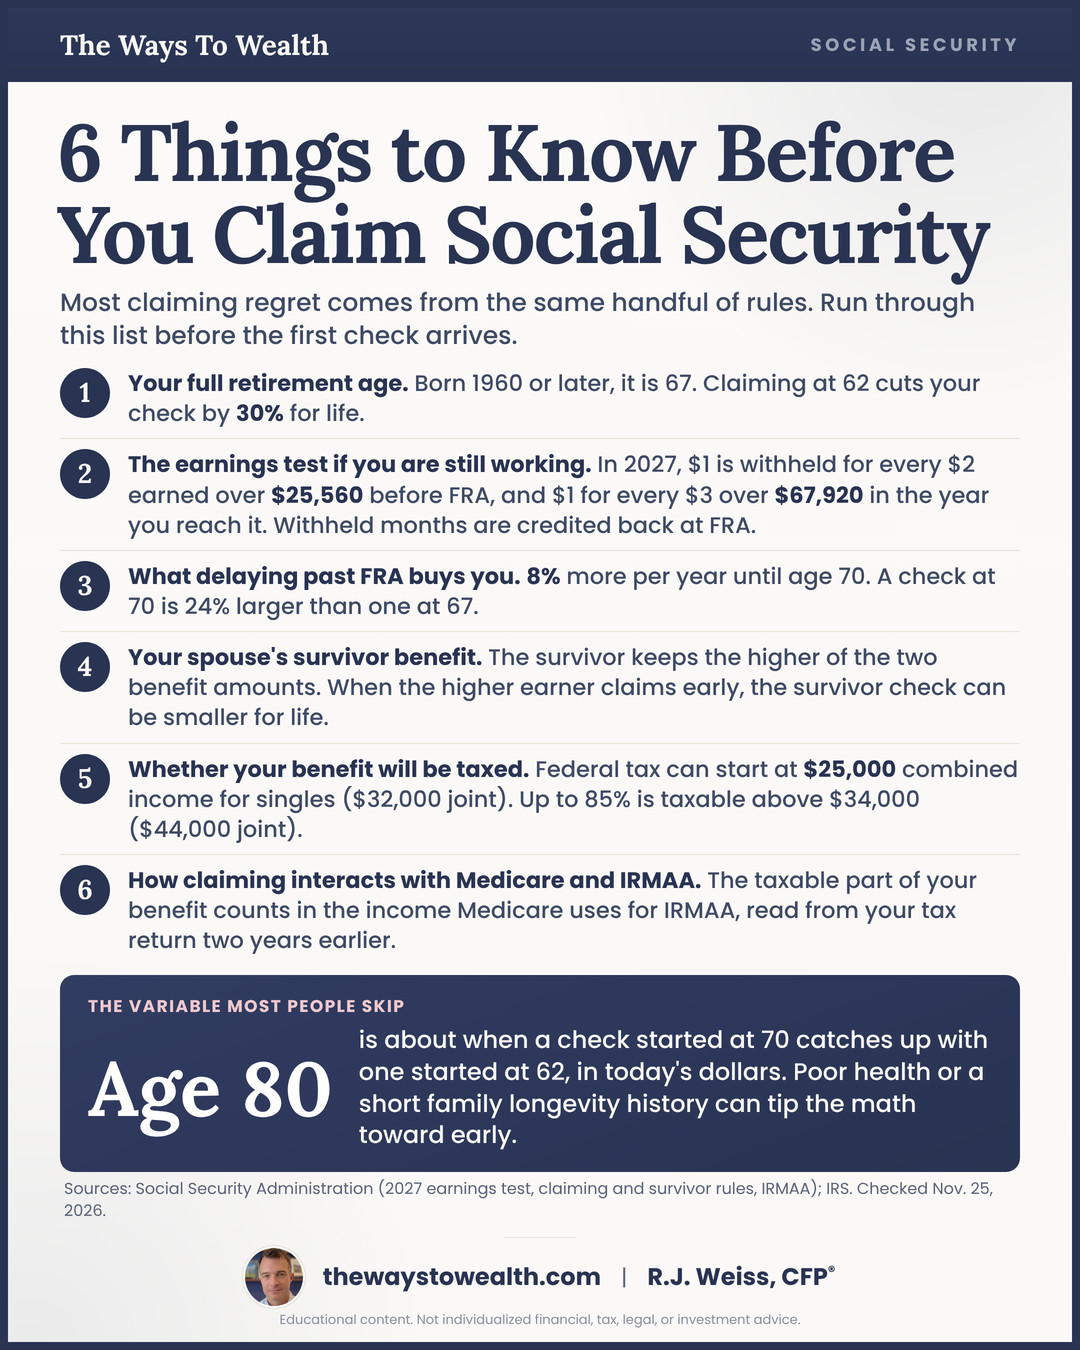 The Ways To Wealth
SOCIAL SECURITY
6 Things to Know Before
You Claim Social Security
Most claiming regret comes from the same handful of rules. Run through
this list before the first check arrives.
1
Your full retirement age. Born 1960 or later, it is 67. Claiming at 62 cuts your
check by 30% for life.
2
The earnings test if you are still working. In 2027, $1 is withheld for every $2
earned over $25,560 before FRA, and $1 for every $3 over $67,920 in the year
you reach it. Withheld months are credited back at FRA.
3
What delaying past FRA buys you. 8% more per year until age 70. A check at
70 is 24% larger than one at 67.
4
Your spouse's survivor benefit. The survivor keeps the higher of the two
benefit amounts. When the higher earner claims early, the survivor check can
be smaller for life.
5
Whether your benefit will be taxed. Federal tax can start at $25,000 combined
income for singles ($32,000 joint). Up to 85% is taxable above $34,000
($44,000 joint).
6
How claiming interacts with Medicare and IRMAA. The taxable part of your
benefit counts in the income Medicare uses for IRMAA, read from your tax
return two years earlier.
THE VARIABLE MOST PEOPLE SKIP
Age 80
is about when a check started at 70 catches up with
one started at 62, in today's dollars. Poor health or a
short family longevity history can tip the math
toward early.
Sources: Social Security Administration (2027 earnings test, claiming and survivor rules, IRMAA); IRS. Checked Nov. 25,
2026.
thewaystowealth.com | R.J. Weiss, CFP®
Educational content. Not individualized financial, tax, legal, or investment advice.